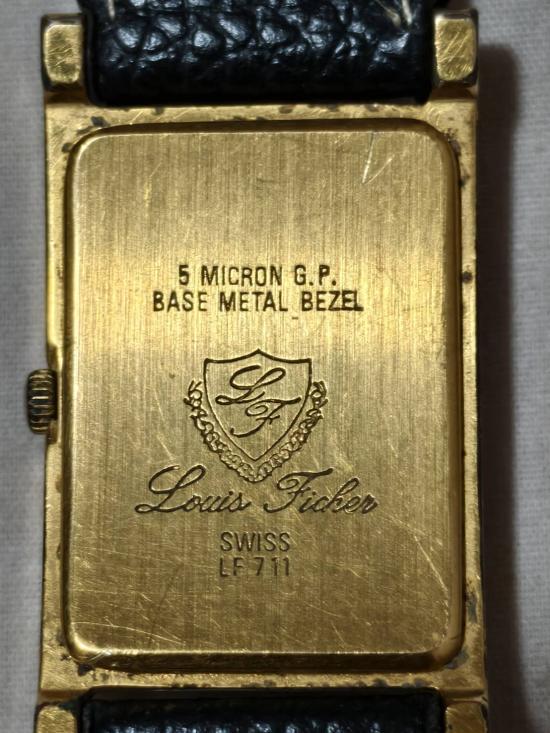 5 MICRON G.P.
BASE METAL BEZEL
LF
Louis Ficher
SWISS
LF 711